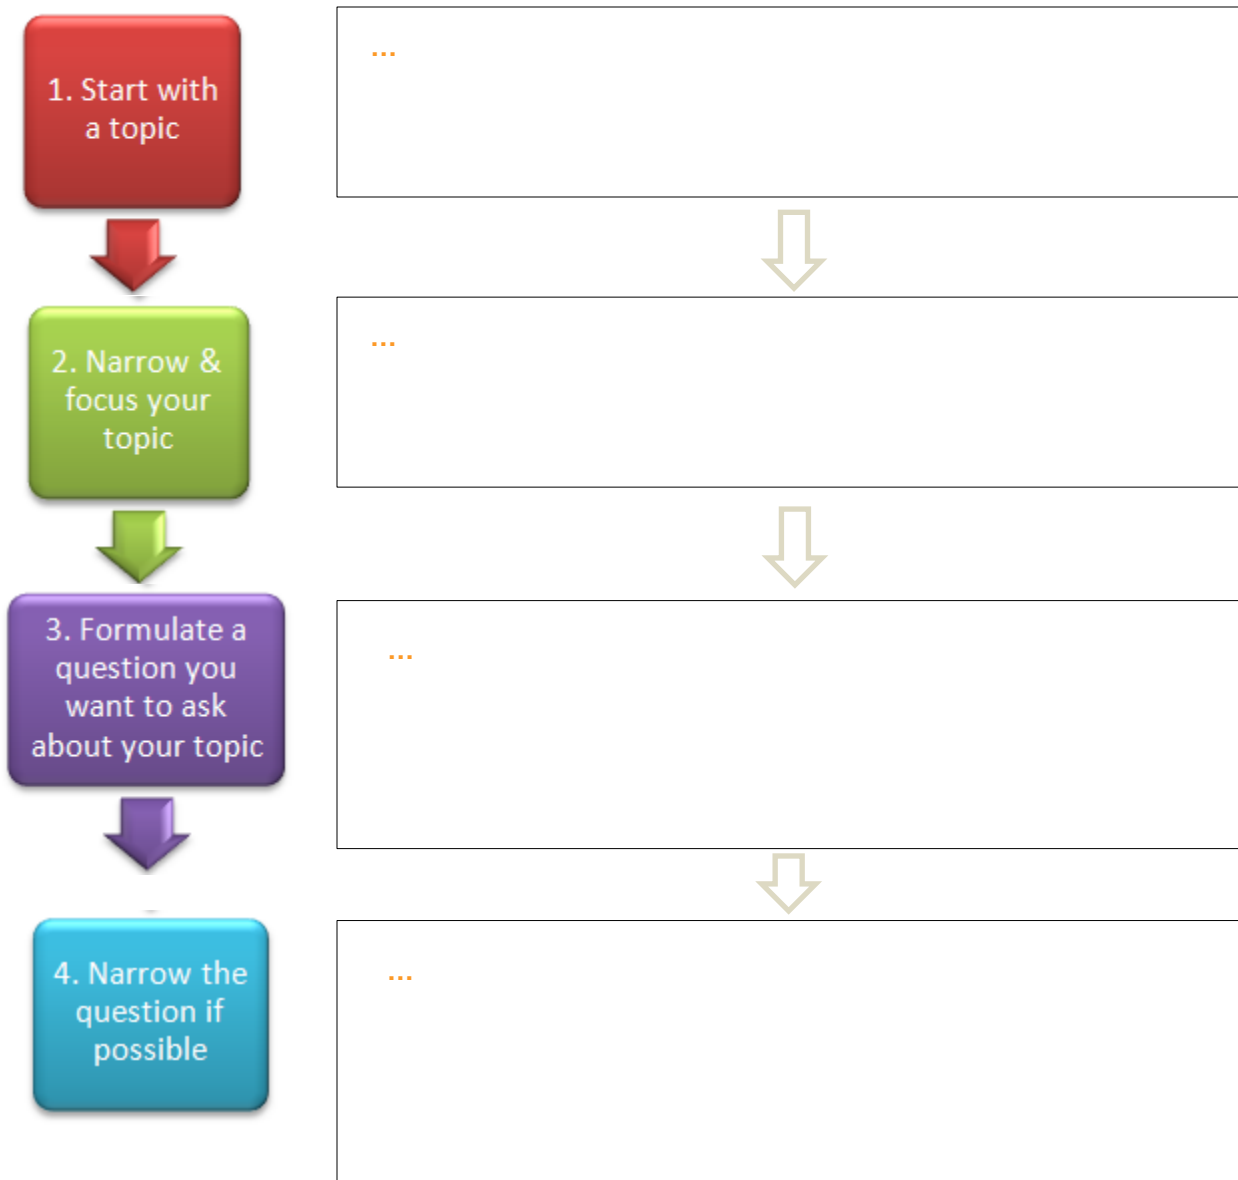 1. Start with
a topic
...
2. Narrow &
focus your
topic
...
3. Formulate a
question you
want to ask
about your topic
...
4. Narrow the
question if
possible
...